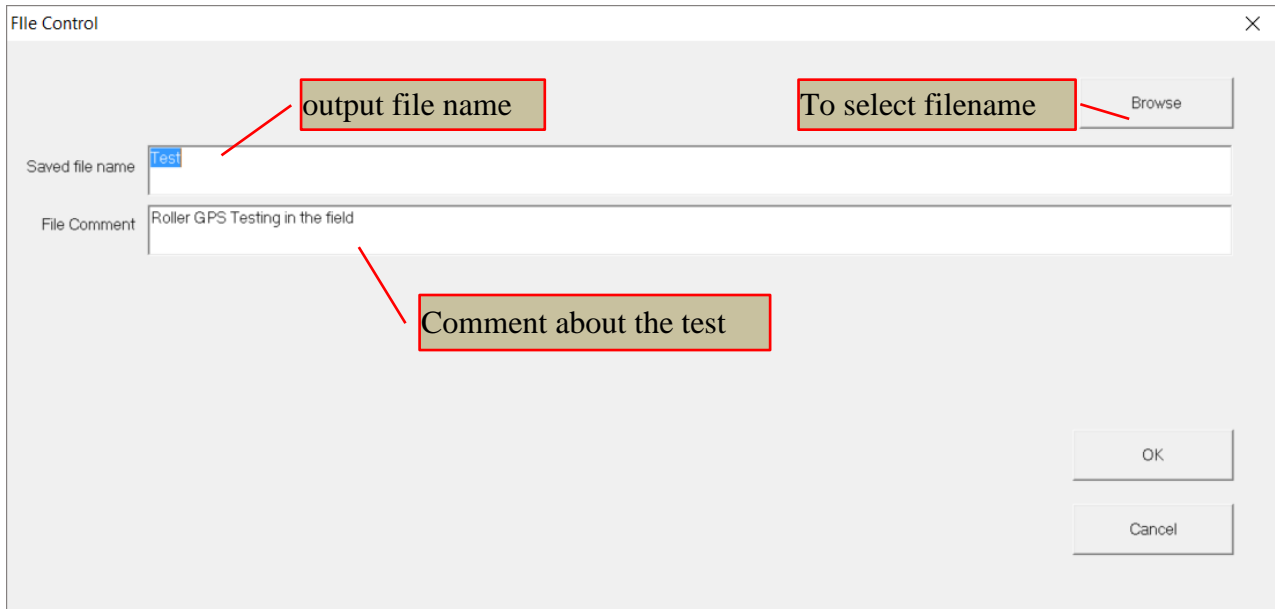 FIle Control
output file name
To select filename
Browse
Saved file name
Test
File Comment
Roller GPS Testing in the field
Comment about the test
OK
Cancel